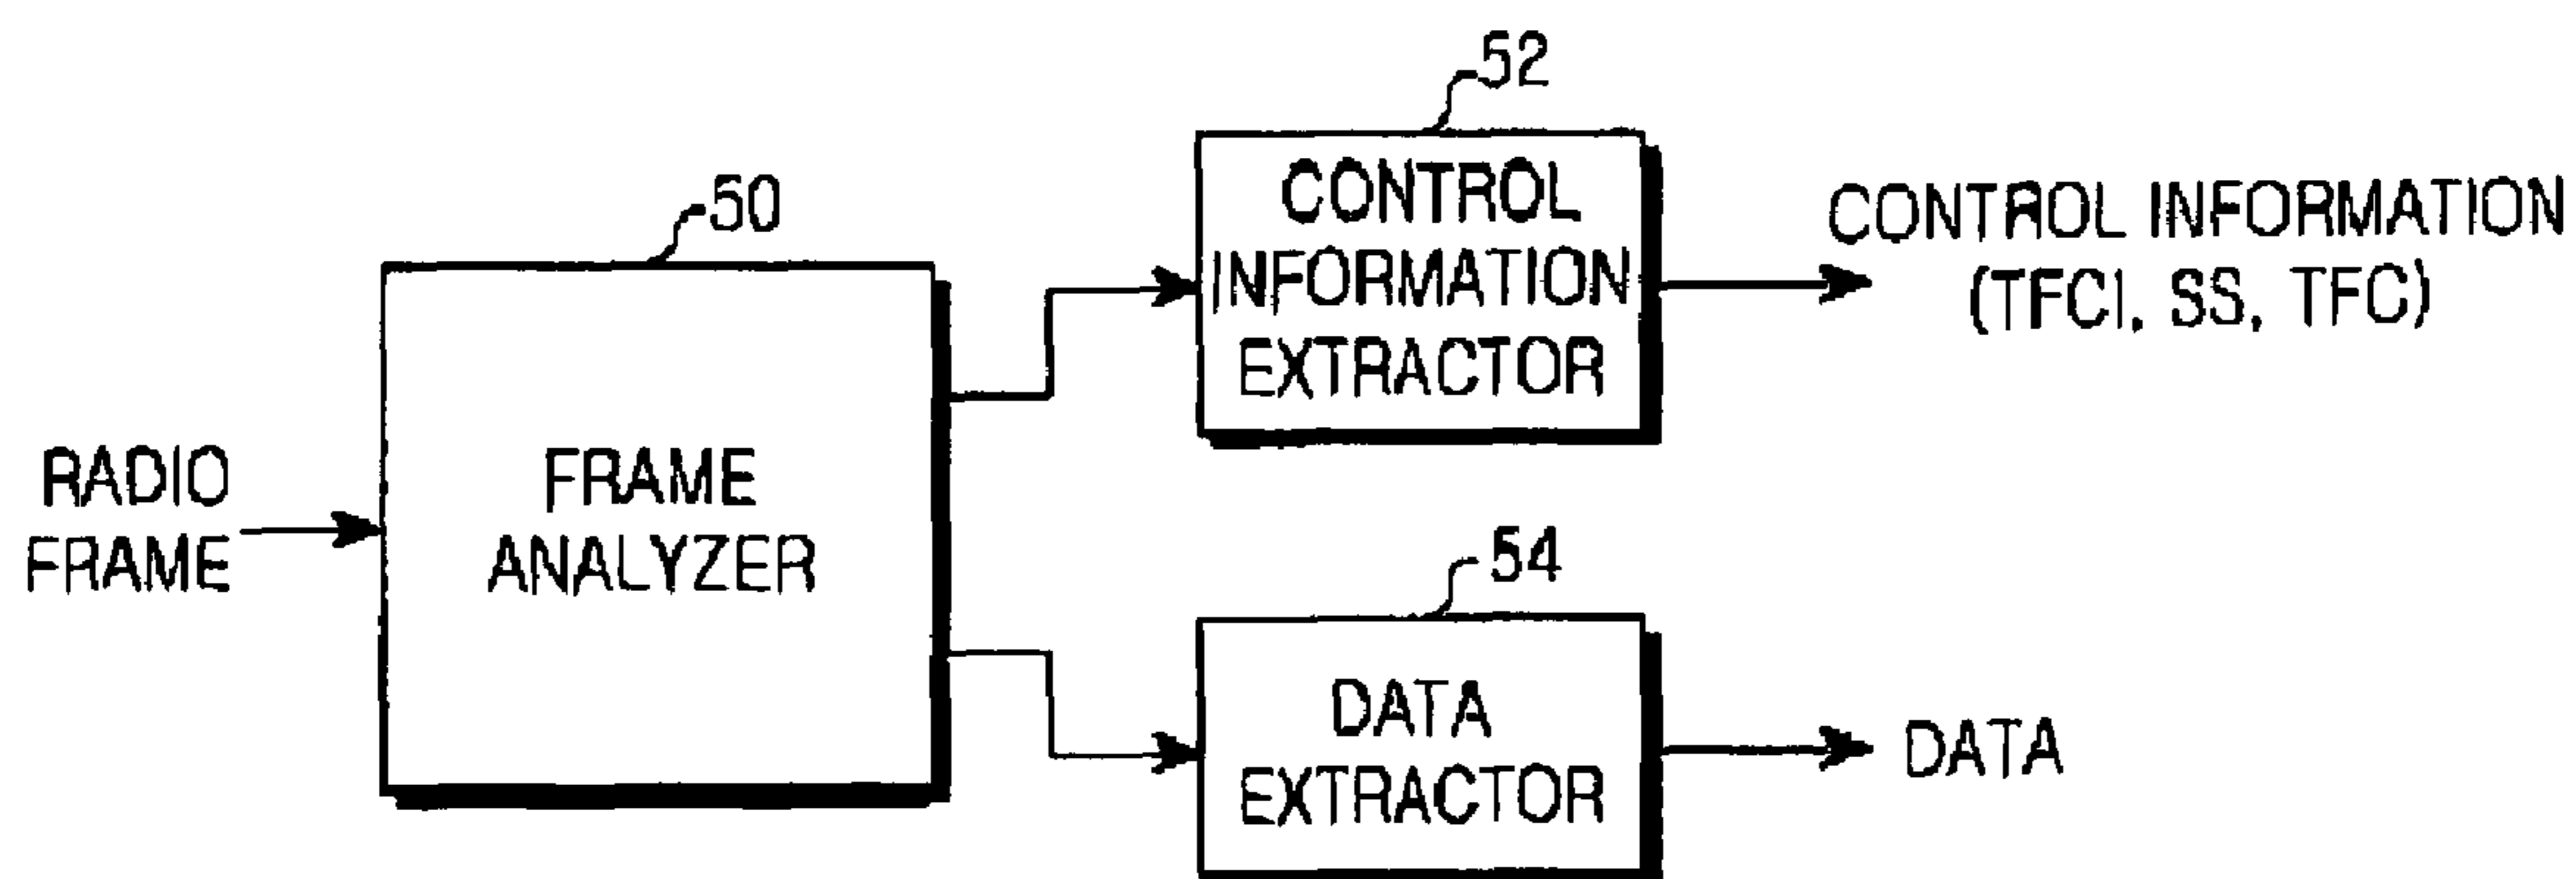 52
50
CONTROL
INFORMATION
EXTRACTOR
CONTROL INFORMATION
(TFCI, SS, TFC)
RADIO
FRAME
FRAME
ANALYZER
54
DATA
EXTRACTOR
DATA